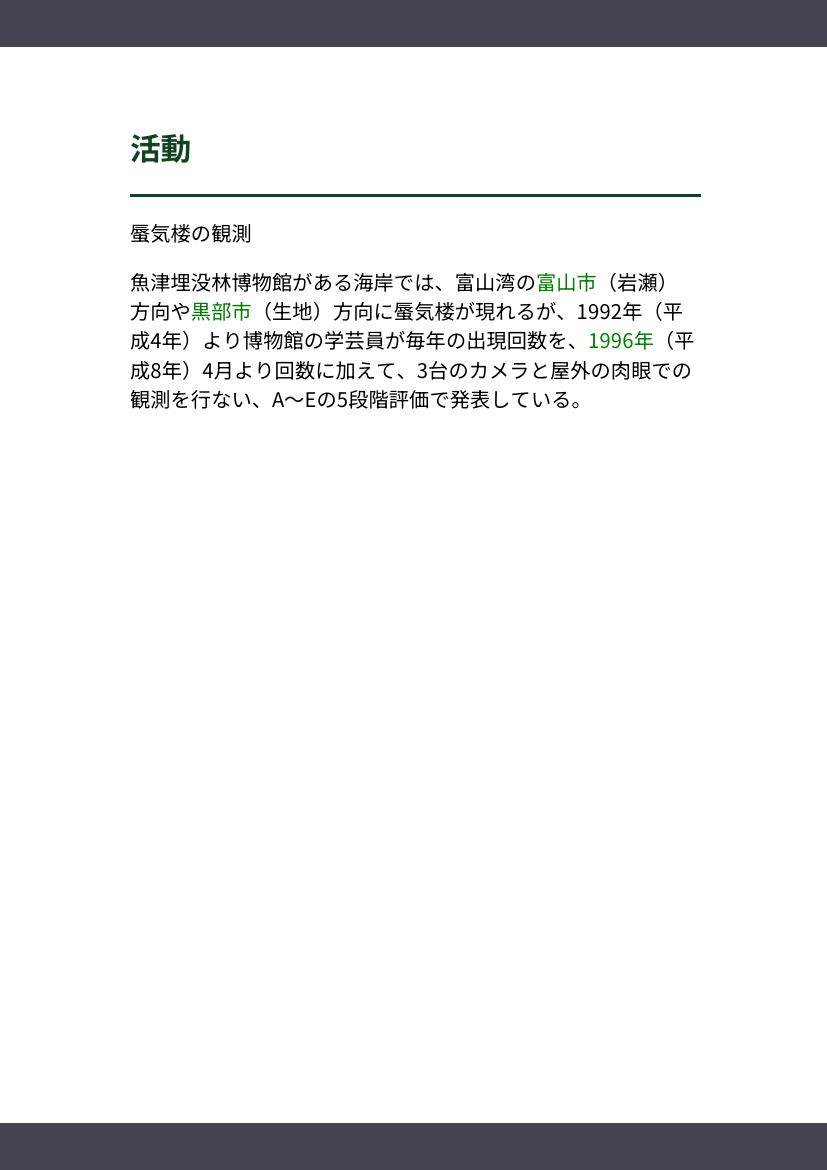 活動
蜃気楼の観測
魚津埋没林博物館がある海岸では、富山湾の富山市（岩瀬）
方向や黒部市（生地）方向に蜃気楼が現れるが、1992年（平
成4年）より博物館の学芸員が毎年の出現回数を、1996年（平
成8年）4月より回数に加えて、3台のカメラと屋外の肉眼での
観測を行ない、A〜Eの5段階評価で発表している。